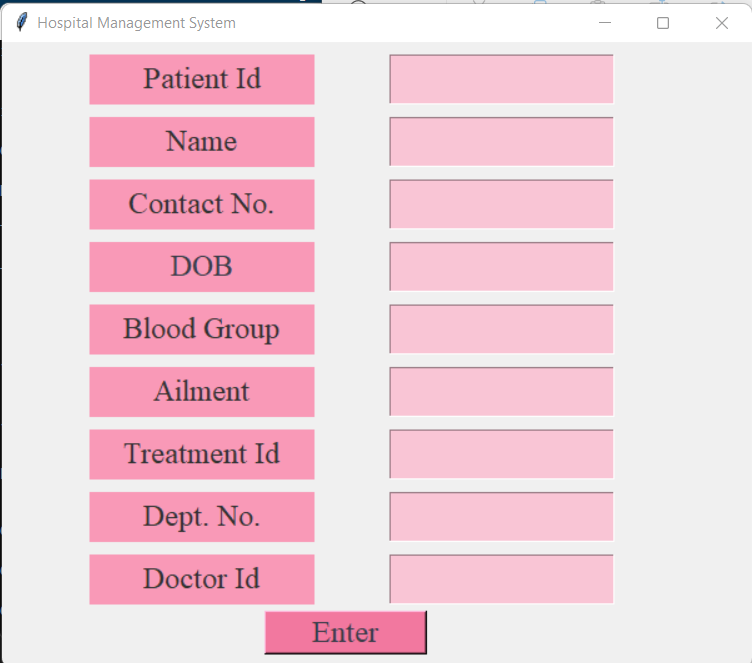 Hospital Management System
Patient Id
Name
Contact No.
DOB
Blood Group
Ailment
Treatment Id
Dept. No.
Doctor Id
Enter